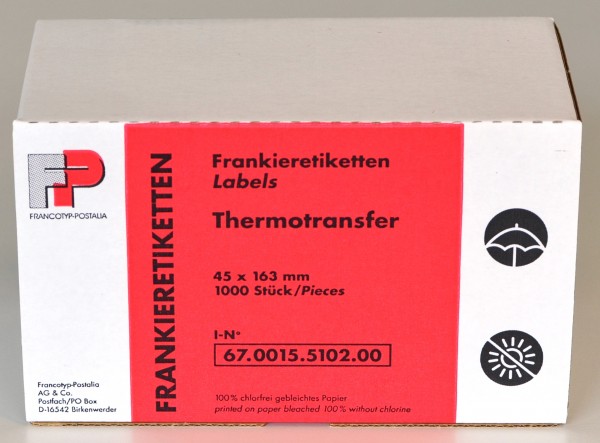 FP
FRANCOTYP-POSTALIA
Francotyp-Postalia
AG & Co.
Postfach/PO Box
D-16542 Birkenwerder
FRANKIERETIKETTEN
Frankieretiketten
Labels
Thermotransfer
45 x 163 mm
1000 Stück/Pieces
I-N°
67.0015.5102.00
100% chlorfrei gebleichtes Papier
printed on paper bleached 100% without chlorine